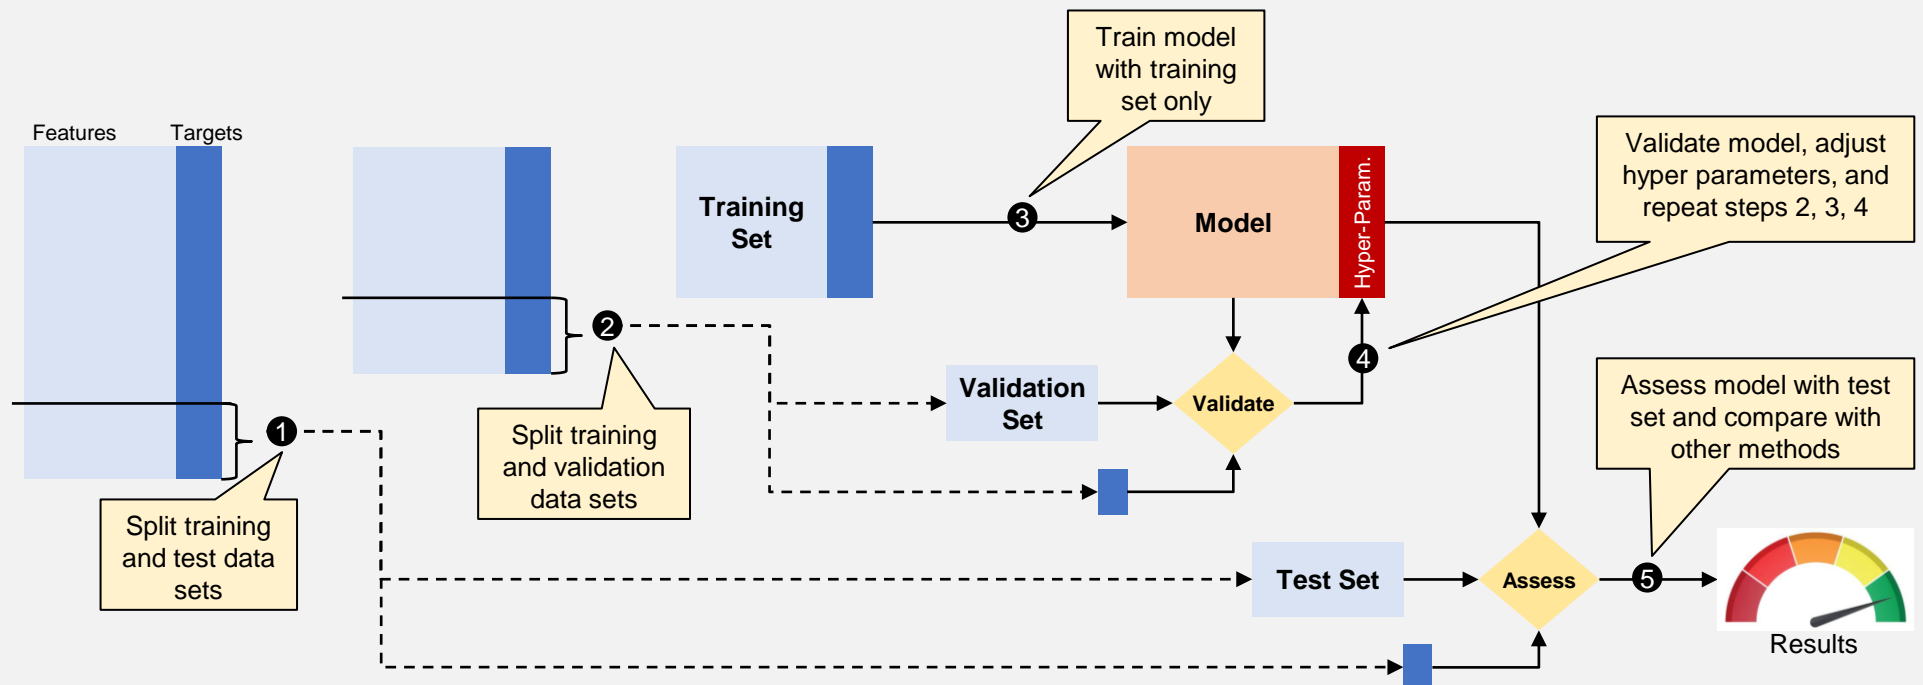 Features
Targets
1
Split training
and test data
sets
2
Split training
and validation
data sets
Training
Set
3
Train model
with training
set only
Model
Hyper-Param.
4
Validate model, adjust
hyper parameters, and
repeat steps 2, 3, 4
Validation
Set
Validate
Test Set
Assess
5
Assess model with test
set and compare with
other methods
Results